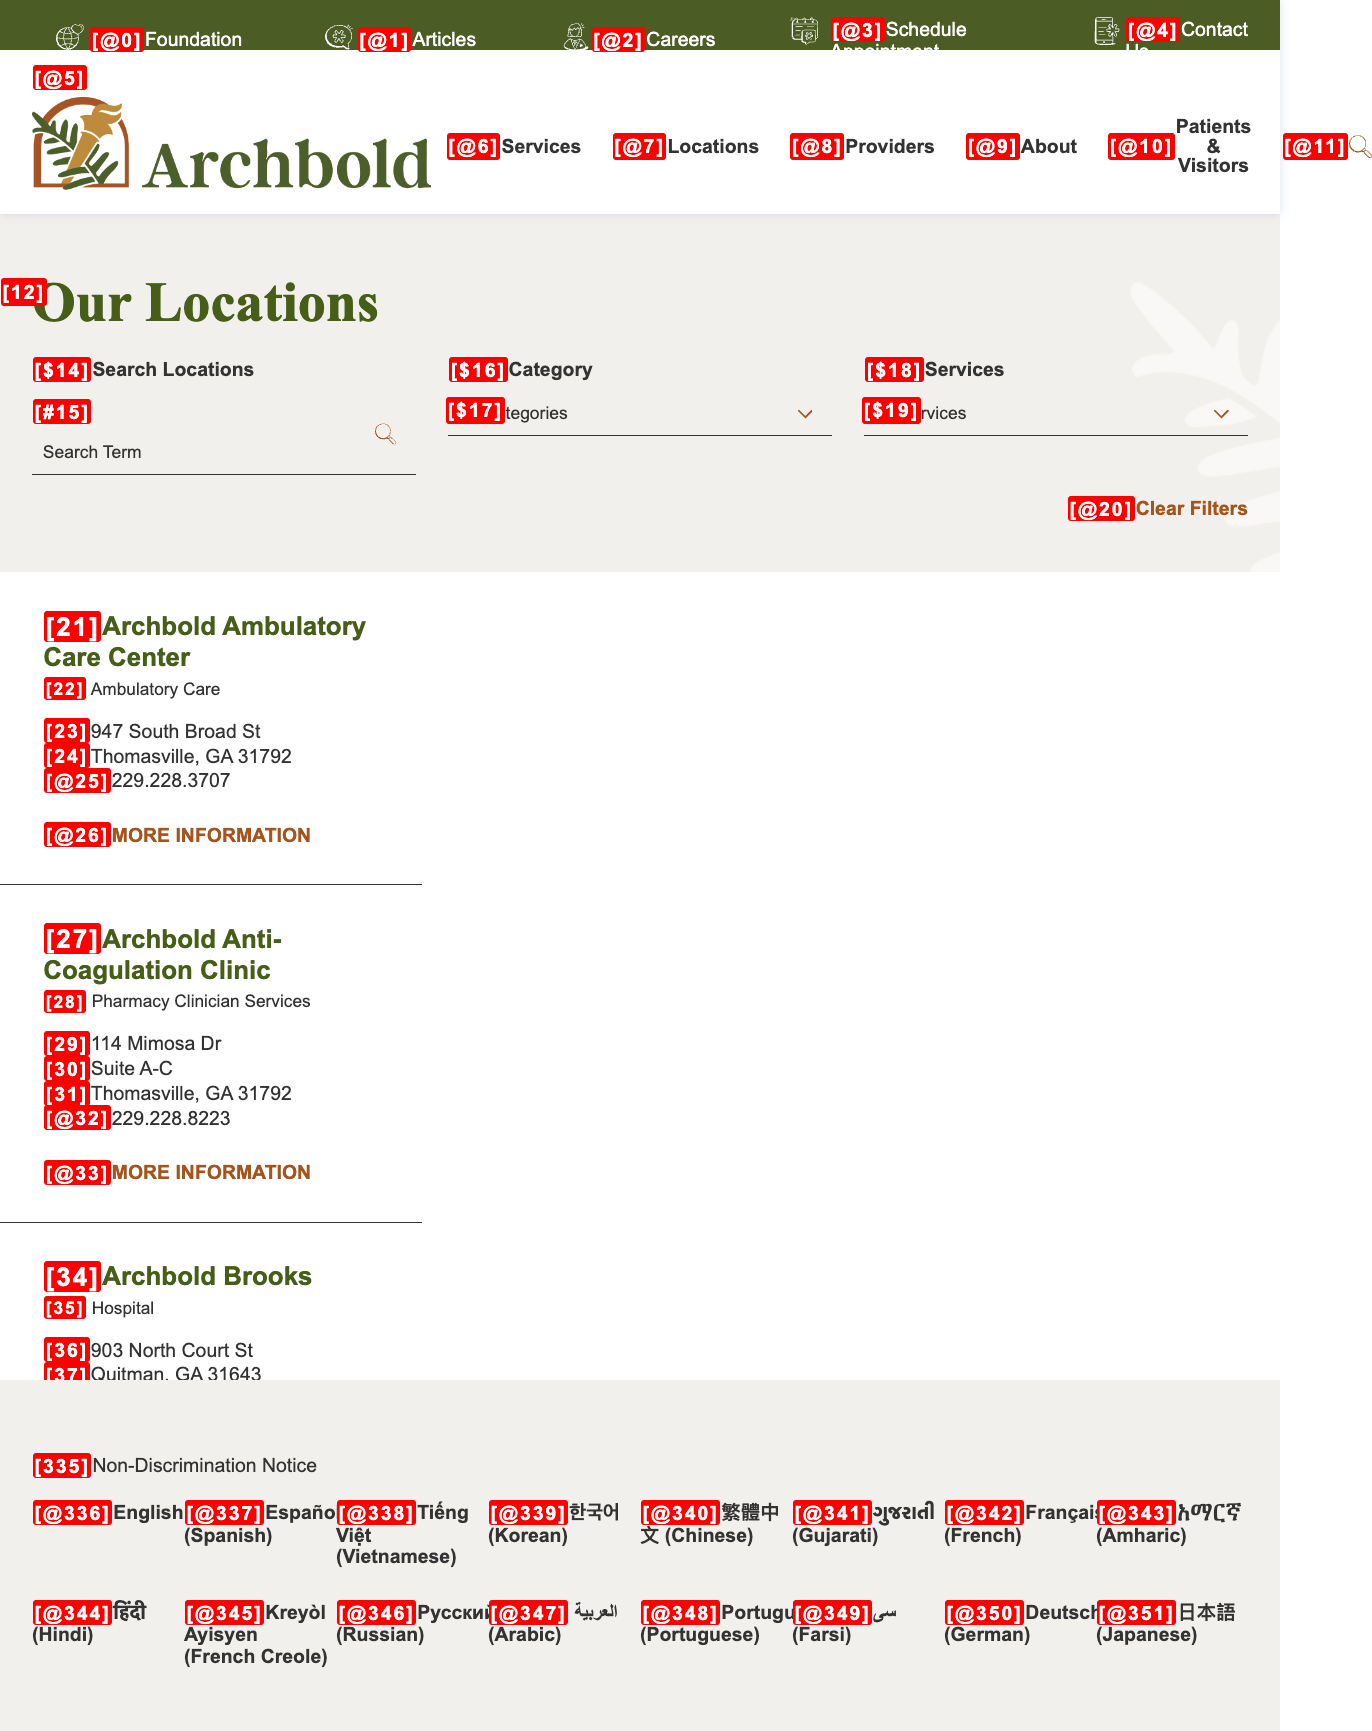 [@0] Foundation
[@1] Articles
[@2] Careers
[@3] Schedule
[@4] Contact
[@5]
Archbold
[@6] Services
[@7] Locations
[@8] Providers
[@9] About
[@10] Patients
&
Visitors
[@11]
[12] Our Locations
[$14] Search Locations
[#15]
Search Term
[$16] Category
[$17] tegories
[$18] Services
[$19] rvices
[@20] Clear Filters
[21] Archbold Ambulatory
Care Center
[22] Ambulatory Care
[23] 947 South Broad St
[24] Thomasville, GA 31792
[@25] 229.228.3707
[@26] MORE INFORMATION
[27] Archbold Anti-
Coagulation Clinic
[28] Pharmacy Clinician Services
[29] 114 Mimosa Dr
[30] Suite A-C
[31] Thomasville, GA 31792
[@32] 229.228.8223
[@33] MORE INFORMATION
[34] Archbold Brooks
[35] Hospital
[36] 903 North Court St
[37] Quitman, GA 31643
[335] Non-Discrimination Notice
[@336] English
[@337] Españo
(Spanish)
[@338] Tiếng
Việt
(Vietnamese)
[@339] 한국어
(Korean)
[@340] 繁體中
文 (Chinese)
[@341] ગુજરાતી
(Gujarati)
[@342] Français
(French)
[@343] አማርኛ
(Amharic)
[@344] हिंदी
(Hindi)
[@345] Kreyòl
Ayisyen
(French Creole)
[@346] Русский
(Russian)
[@347] العربية
(Arabic)
[@348] Portugu
(Portuguese)
[@349] سی
(Farsi)
[@350] Deutsch
(German)
[@351] 日本語
(Japanese)